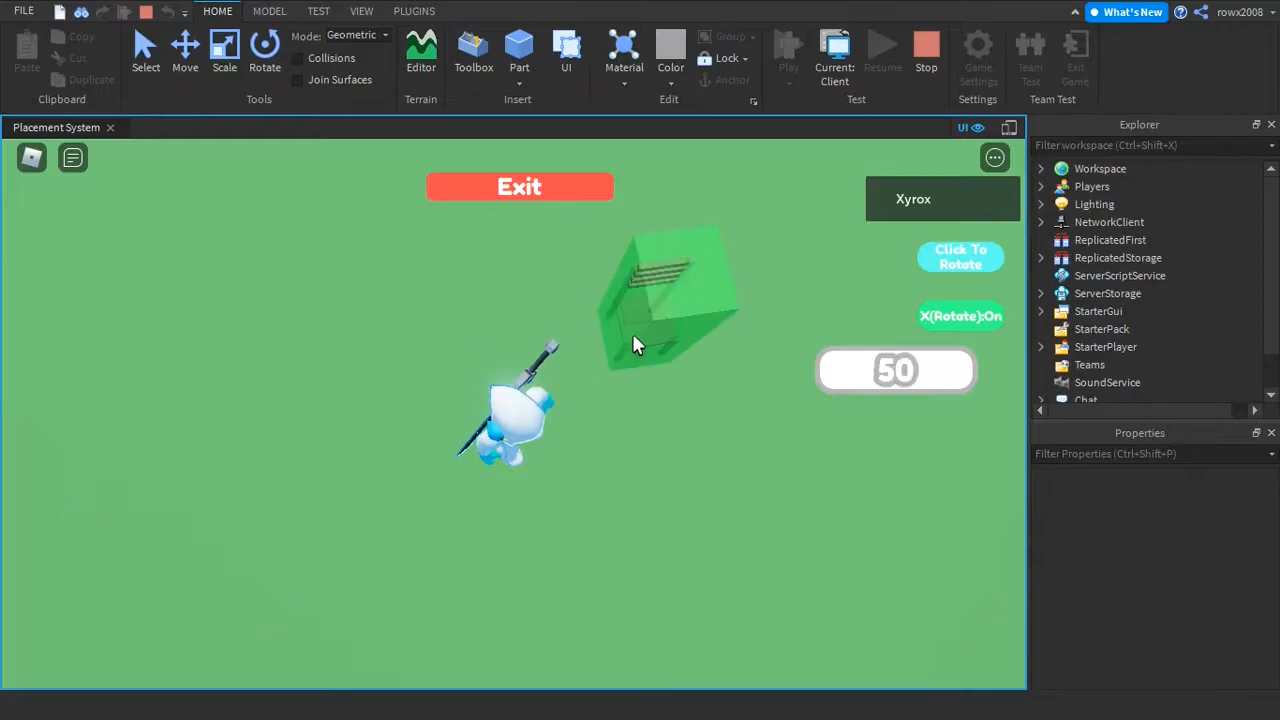 FILE
HOME
MODEL
TEST
VIEW
PLUGINS
What's New
rowx2008
Paste
Copy
Cut
Duplicate
Clipboard
Select
Move
Scale
Rotate
Mode: Geometric
Collisions
Join Surfaces
Tools
Editor
Terrain
Toolbox
Part
UI
Insert
Material
Color
Group
Lock
Anchor
Edit
Play
Current:
Client
Resume
Stop
Test
Game
Settings
Settings
Team
Test
Exit
Game
Team Test
Placement System
UI
Exit
Xyrox
Click To
Rotate
X(Rotate):On
50
Explorer
Filter workspace (Ctrl+Shift+X)
Workspace
Players
Lighting
NetworkClient
ReplicatedFirst
ReplicatedStorage
ServerScriptService
ServerStorage
StarterGui
StarterPack
StarterPlayer
Teams
SoundService
Chat
Properties
Filter Properties (Ctrl+Shift+P)